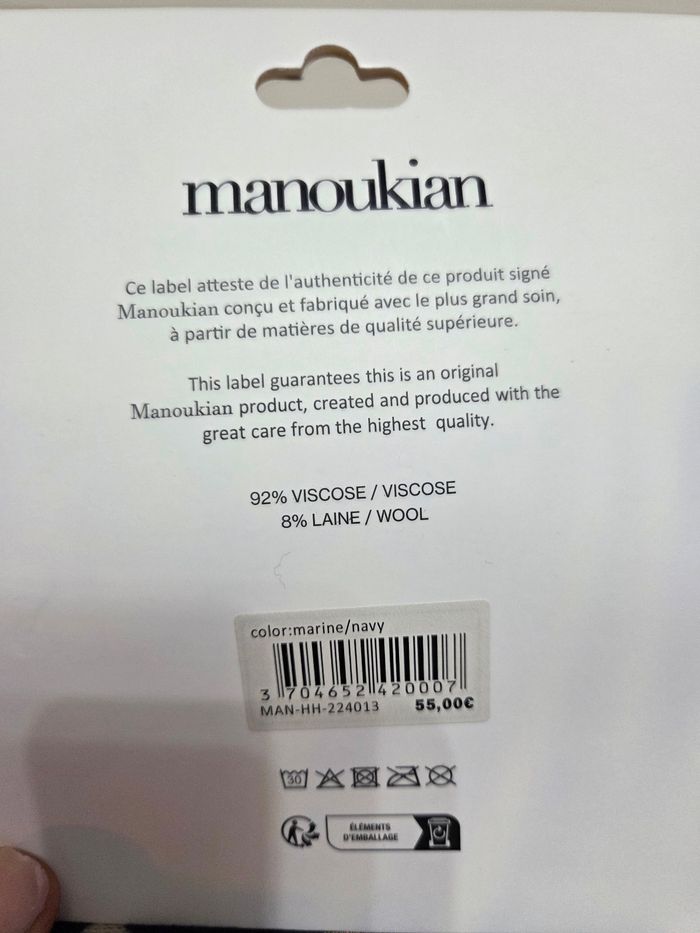 manoukian
Ce label atteste de l'authenticité de ce produit signé
Manoukian conçu et fabriqué avec le plus grand soin,
à partir de matières de qualité supérieure.
This label guarantees this is an original
Manoukian product, created and produced with the
great care from the highest quality.
92% VISCOSE / VISCOSE
8% LAINE / WOOL
color:marine/navy
3 704652 420007
MAN-HH-224013 55,00€
30
ÉLÉMENTS
D'EMBALLAGE